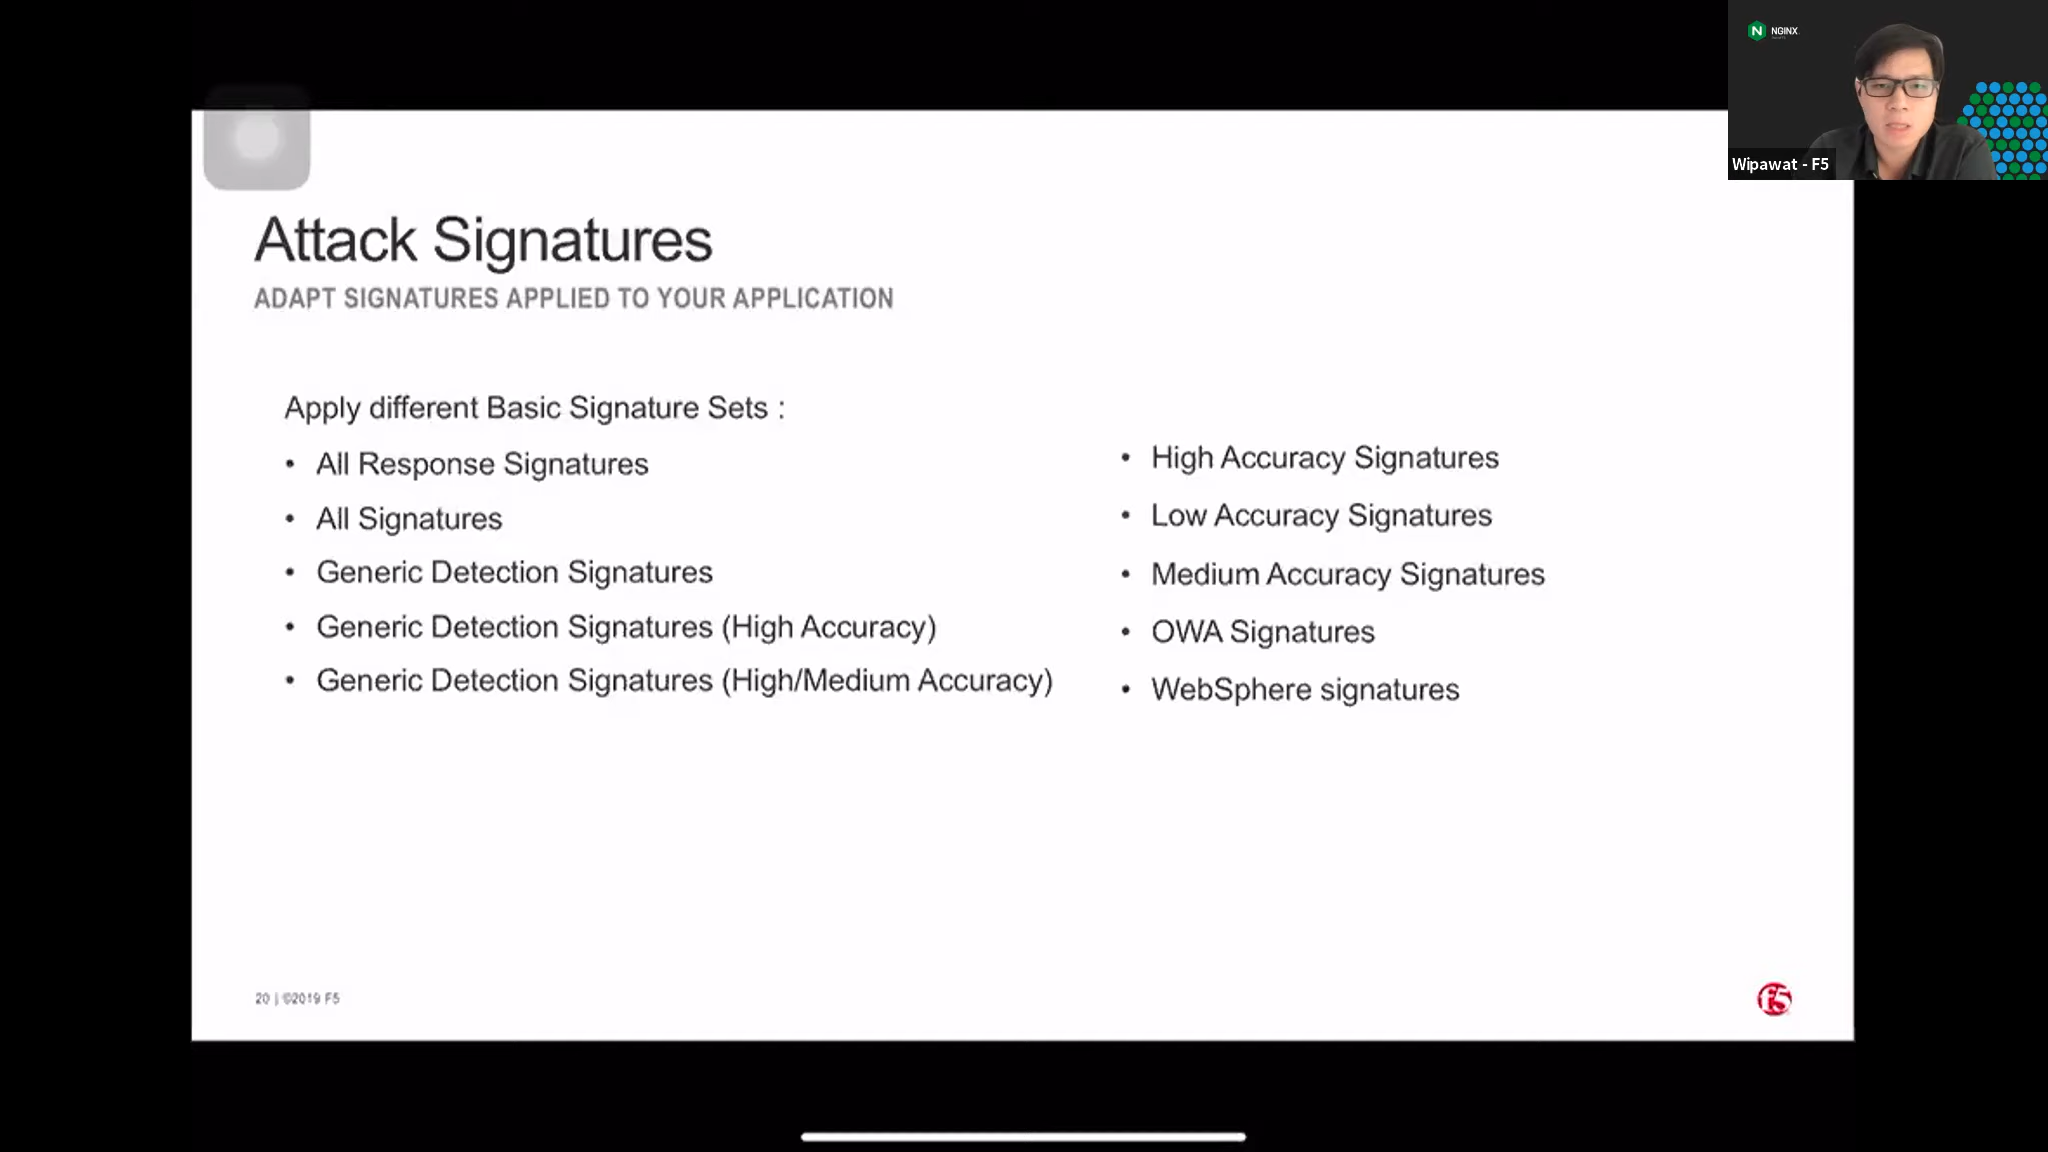 NGINX
Wipawat - F5
Attack Signatures
ADAPT SIGNATURES APPLIED TO YOUR APPLICATION
Apply different Basic Signature Sets :
• All Response Signatures
• All Signatures
• Generic Detection Signatures
• Generic Detection Signatures (High Accuracy)
• Generic Detection Signatures (High/Medium Accuracy)
• High Accuracy Signatures
• Low Accuracy Signatures
• Medium Accuracy Signatures
• OWA Signatures
• WebSphere signatures
20 | ©2019 F5
f5